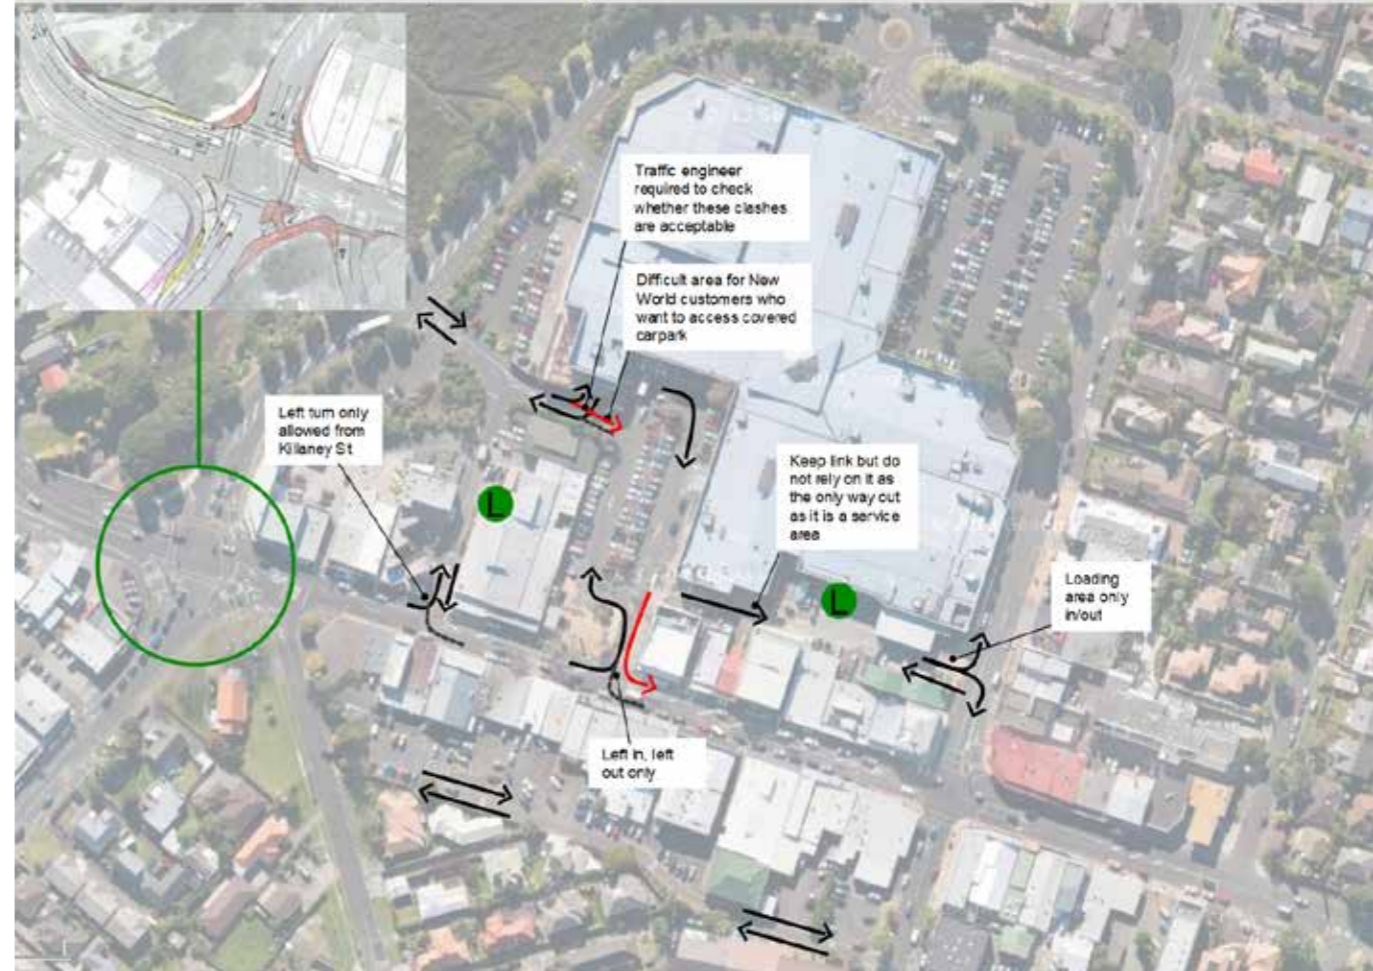 Traffic engineer
required to check
whether these clashes
are acceptable
Difficult area for New
World customers who
want to access covered
carpark
Left turn only
allowed from
Killaney St
L
Keep link but do
not rely on it as
the only way out
as it is a service
area
L
Loading
area only
in/out
Left in, left
out only